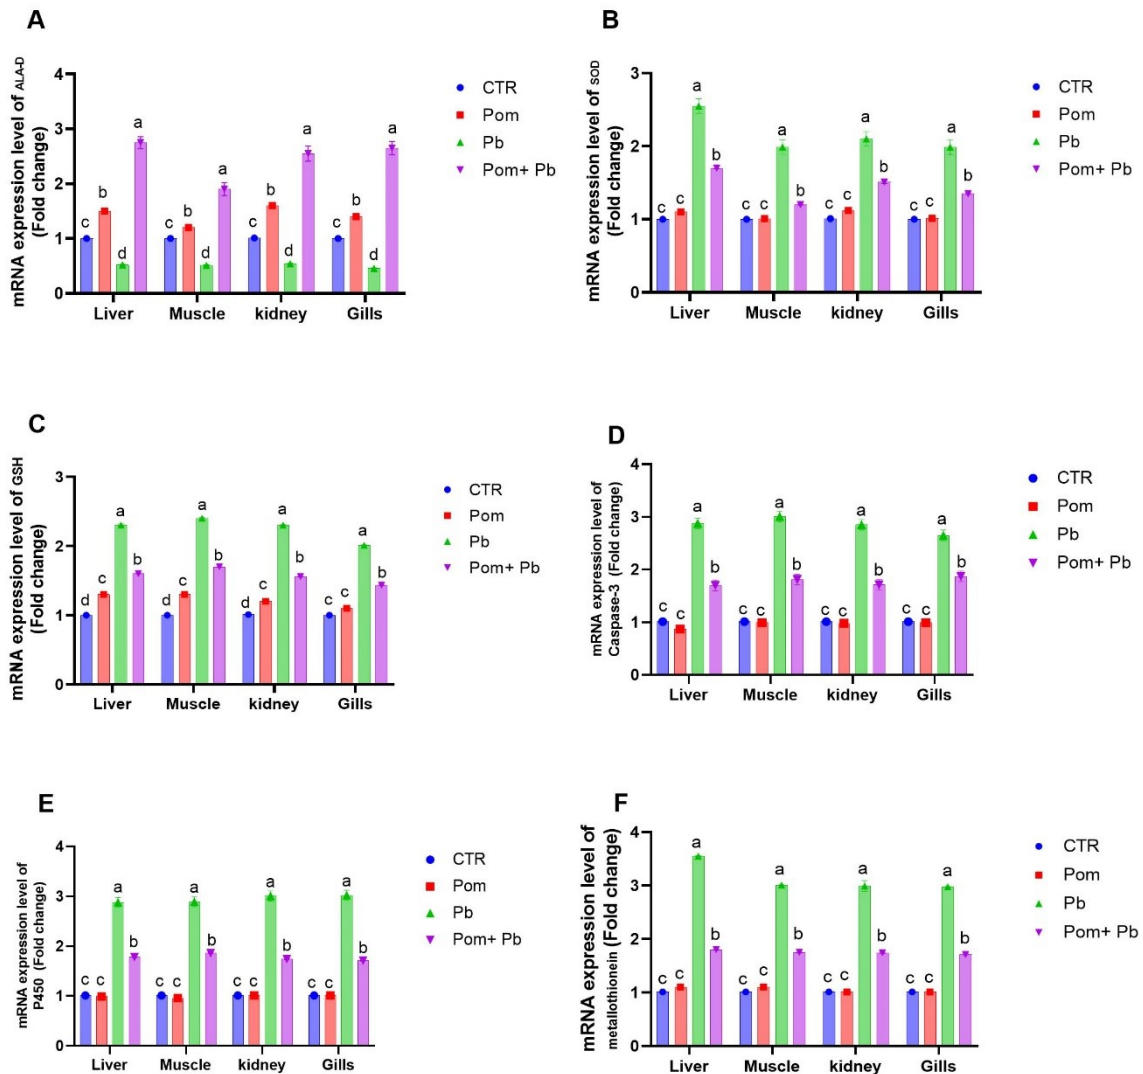 A
mRNA expression level of ALA-D
(Fold change)
4
3
2
1
0
c b d a
c b d a
c b d a
c b d a
Liver Muscle kidney Gills
CTR
Pom
Pb
Pom+ Pb
B
mRNA expression level of SOD
(Fold change)
3
2
1
0
c c a b
c c a b
c c a b
c c a b
Liver Muscle kidney Gills
CTR
Pom
Pb
Pom+ Pb
C
mRNA expression level of GSH
(Fold change)
3
2
1
0
d c a b
d c a b
d c a b
c c a b
Liver Muscle kidney Gills
CTR
Pom
Pb
Pom+ Pb
D
mRNA expression level of
Caspase-3 (Fold change)
4
3
2
1
0
c c a b
c c a b
c c a b
c c a b
Liver Muscle kidney Gills
CTR
Pom
Pb
Pom+ Pb
E
mRNA expression level of
P450 (Fold change)
4
3
2
1
0
c c a b
c c a b
c c a b
c c a b
Liver Muscle kidney Gills
CTR
Pom
Pb
Pom+ Pb
F
mRNA expression level of
metallothionein (Fold change)
4
3
2
1
0
c c a b
c c a b
c c a b
c c a b
Liver Muscle kidney Gills
CTR
Pom
Pb
Pom+ Pb